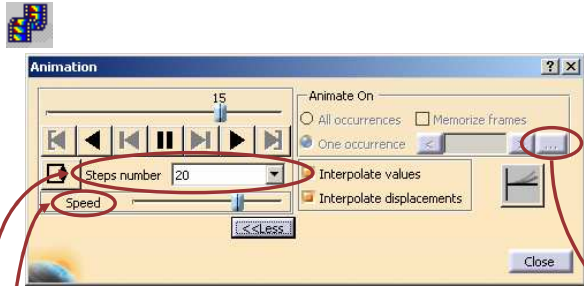 Animation
15
Animate On
All occurrences Memorize frames
One occurrence < > ...
Steps number 20
Interpolate values
Speed
Interpolate displacements
<<Less
Close